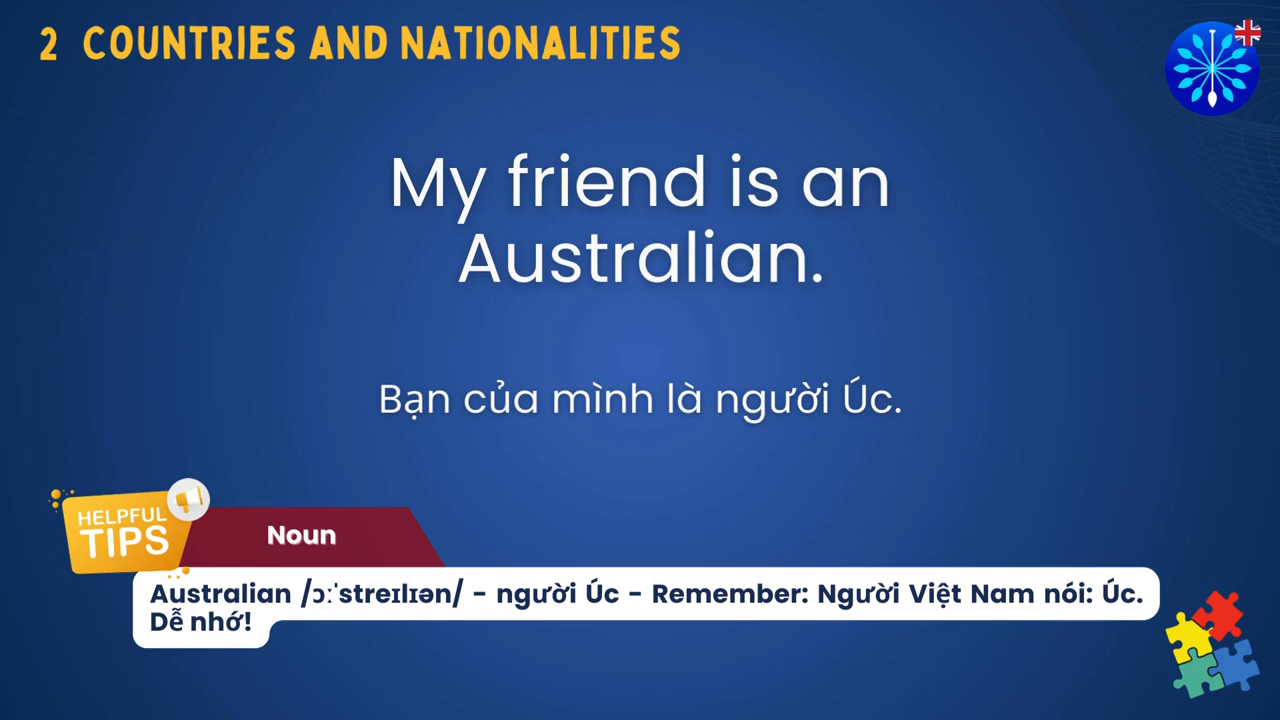 2 COUNTRIES AND NATIONALITIES
My friend is an
Australian.
Bạn của mình là người Úc.
HELPFUL
TIPS
Noun
Australian /ɔːˈstreɪlɪən/ - người Úc - Remember: Người Việt Nam nói: Úc.
Dễ nhớ!